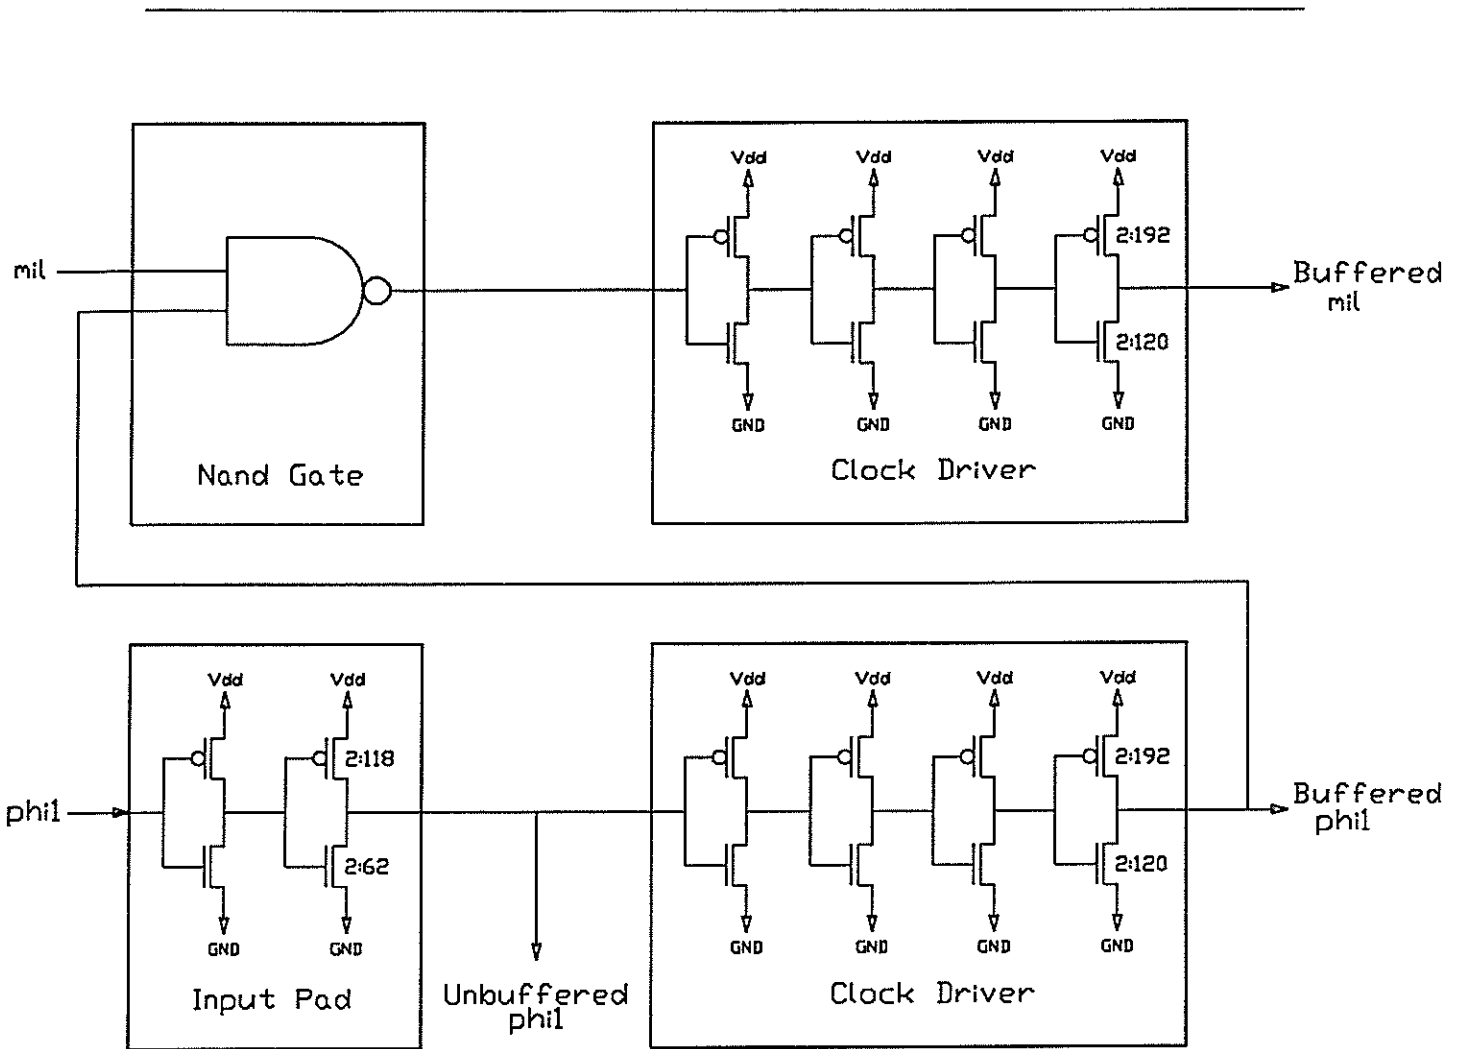 Vdd Vdd Vdd Vdd
2:192
mil
Buffered
mil
2:120
GND GND GND GND
Nand Gate
Clock Driver
Vdd Vdd Vdd Vdd Vdd Vdd
2:118
2:192
phi1
Buffered
phi1
2:62
2:120
GND GND GND GND GND GND
Input Pad
Unbuffered
phi1
Clock Driver